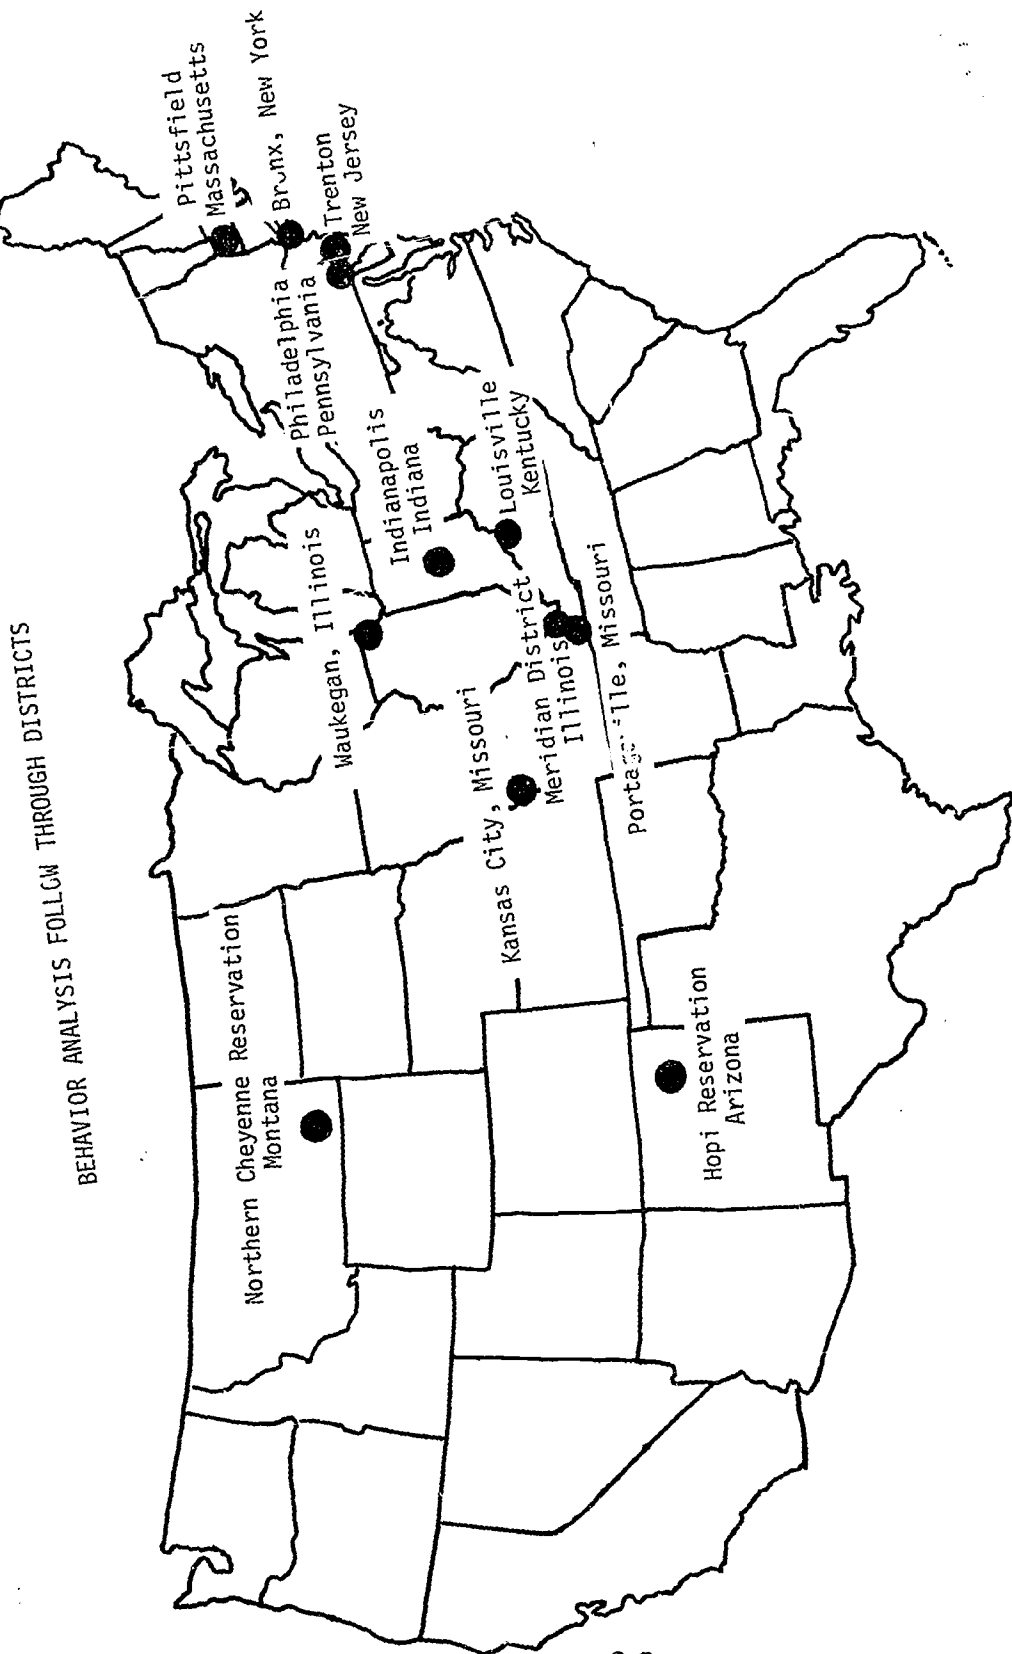 BEHAVIOR ANALYSIS FOLLOW THROUGH DISTRICTS
Northern Cheyenne Reservation
Montana
Hopi Reservation
Arizona
Kansas City, Missouri
Waukegan, Illinois
Meridian District
Illinois
Missouri
Indianapolis
Indiana
Louisville
Kentucky
Philadelphia
Pennsylvania
Pittsfield
Massachusetts
Bronx, New York
Trenton
New Jersey